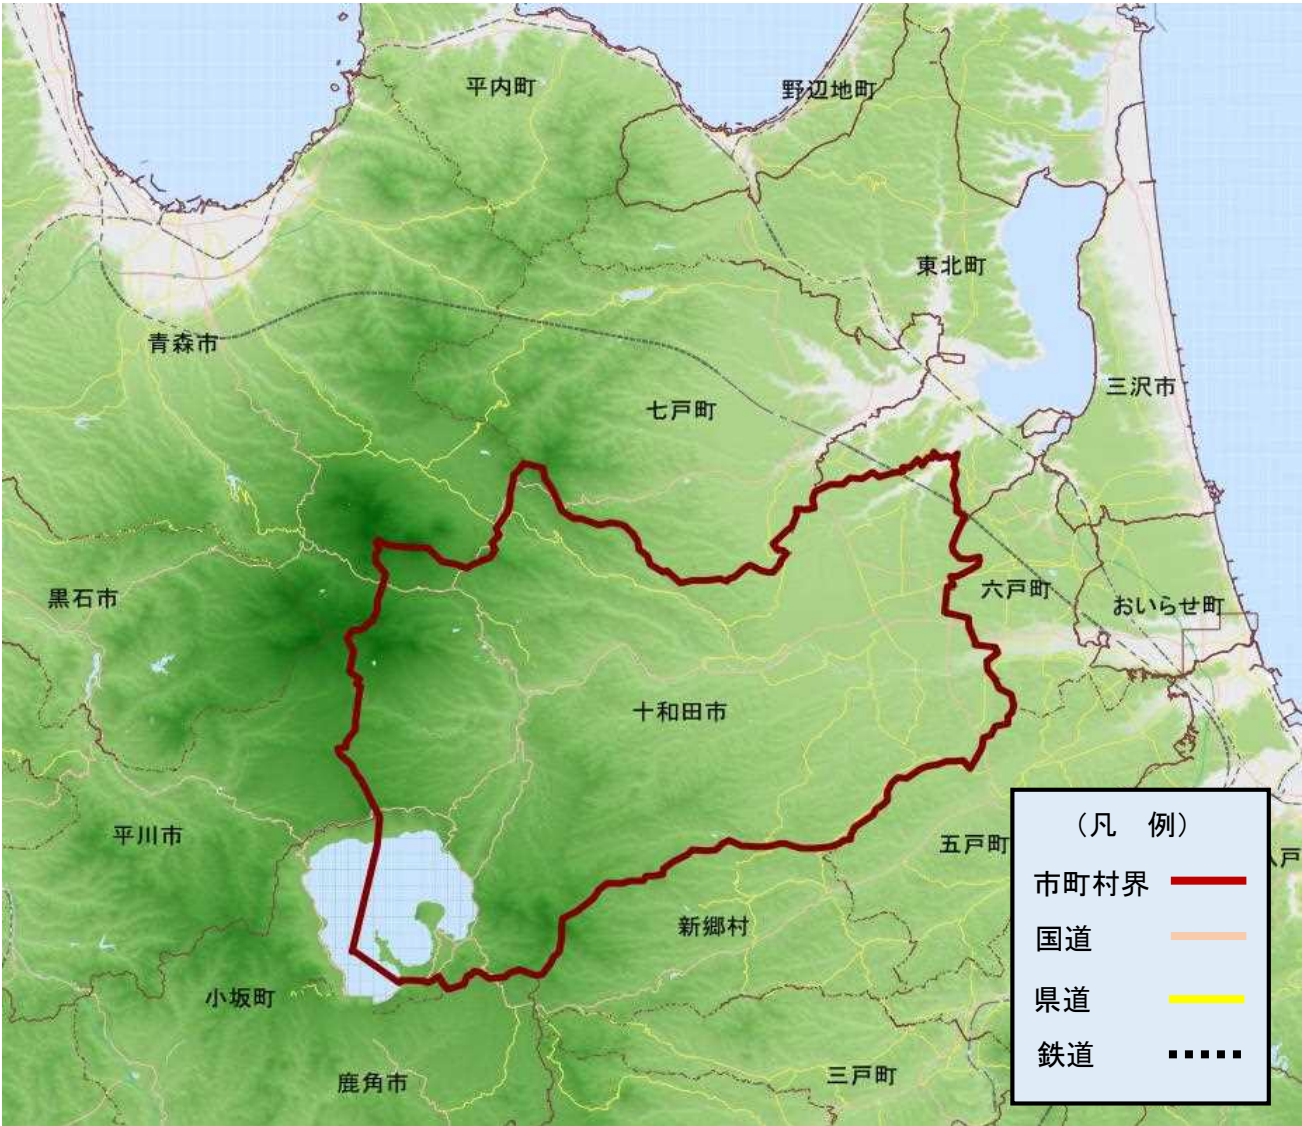 平内町
野辺地町
東北町
青森市
三沢市
七戸町
六戸町
黒石市
おいらせ町
十和田市
平川市
五戸町
新郷村
小坂町
鹿角市
三戸町
(凡 例)
市町村界
国道
県道
鉄道
戸